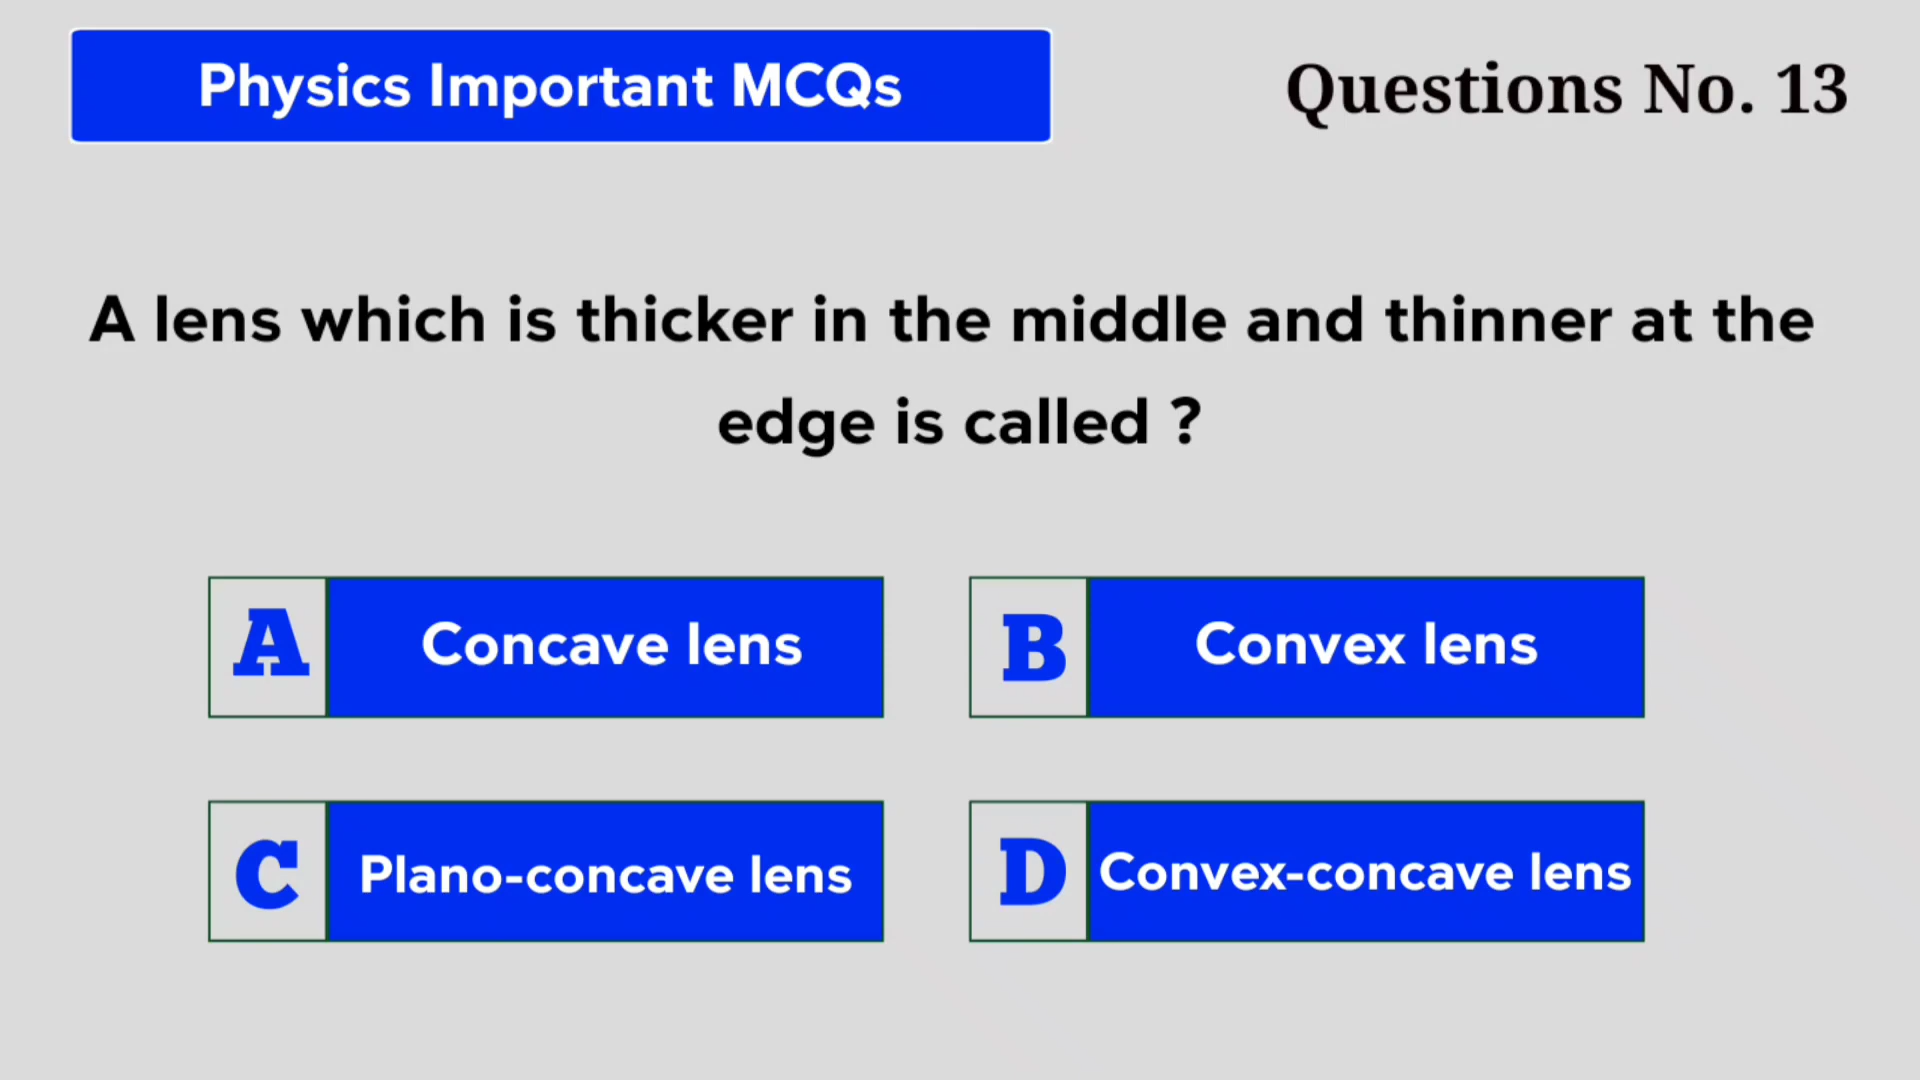 Physics Important MCQs
Questions No. 13
A lens which is thicker in the middle and thinner at the
edge is called ?
A Concave lens
B Convex lens
C Plano-concave lens
D Convex-concave lens